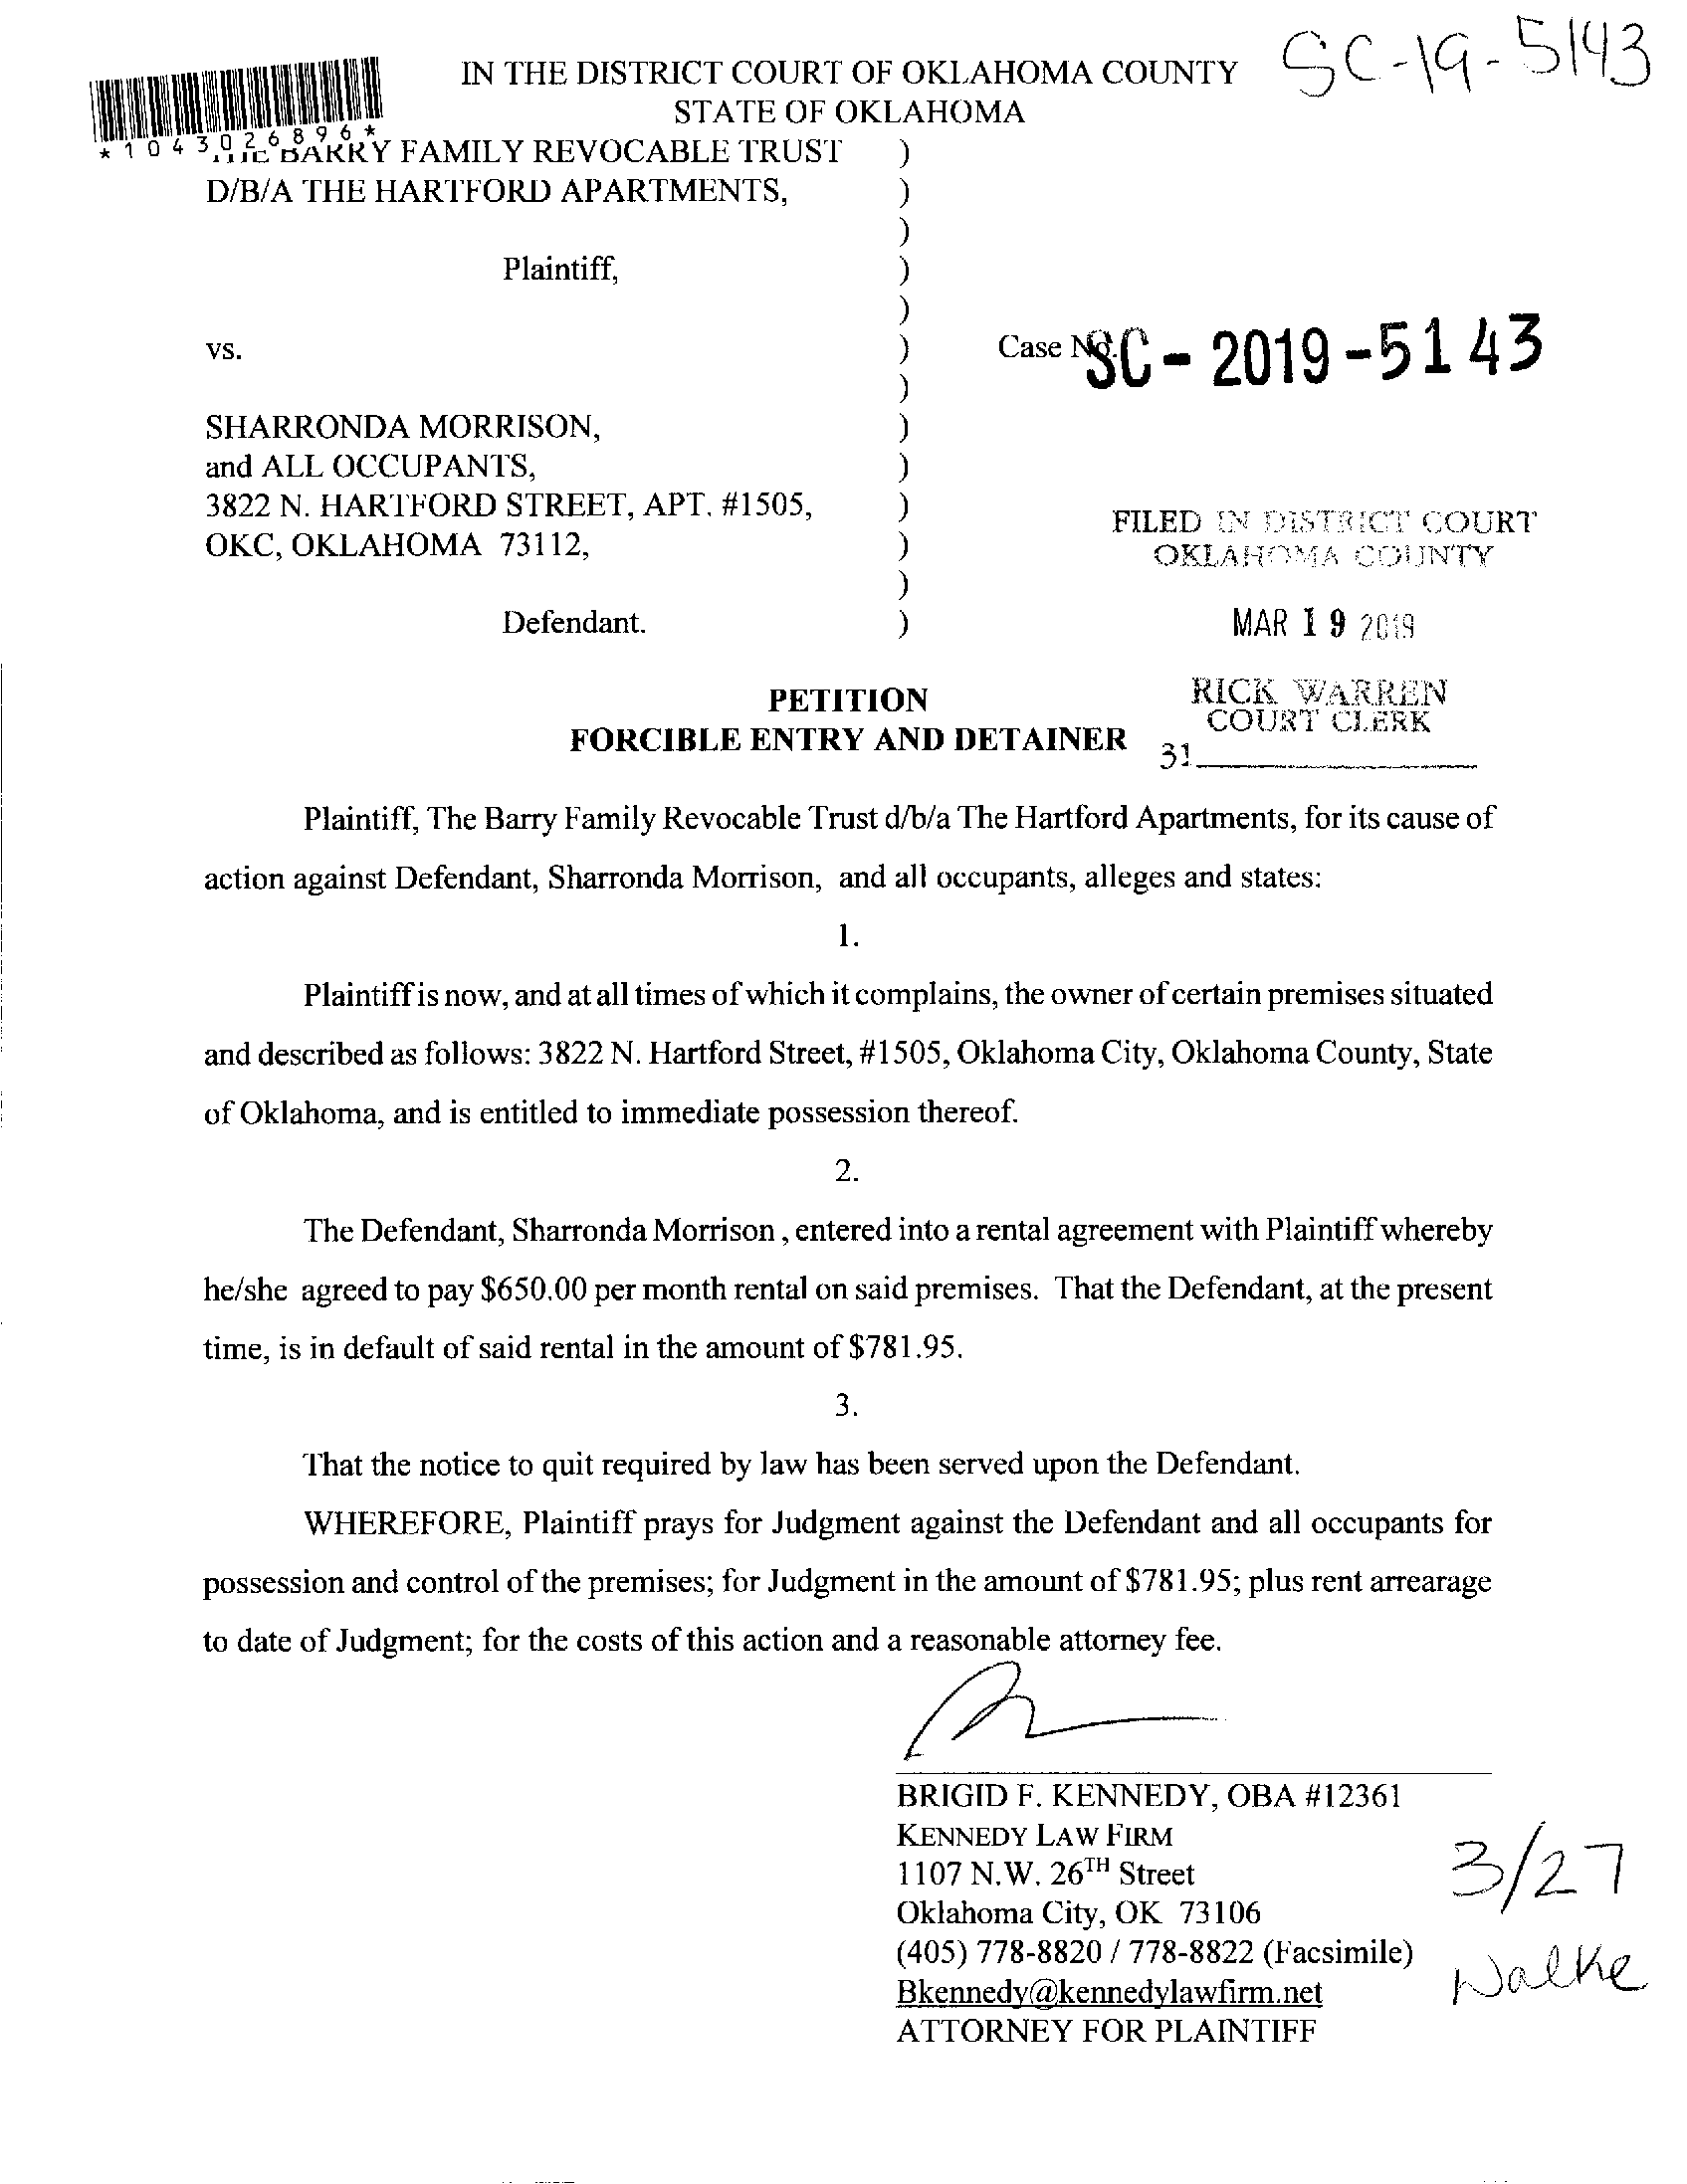 SC-19-5143
IN THE DISTRICT COURT OF OKLAHOMA COUNTY
STATE OF OKLAHOMA
*1043026896*
THE BARRY FAMILY REVOCABLE TRUST )
D/B/A THE HARTFORD APARTMENTS, )
)
Plaintiff, )
)
vs. ) Case No. SC-2019-5143
)
SHARRONDA MORRISON, )
and ALL OCCUPANTS, )
3822 N. HARTFORD STREET, APT. #1505, )
OKC, OKLAHOMA 73112, )
)
Defendant. )
FILED IN DISTRICT COURT
OKLAHOMA COUNTY
MAR 19 2019
RICK WARREN
COURT CLERK
31
PETITION
FORCIBLE ENTRY AND DETAINER
Plaintiff, The Barry Family Revocable Trust d/b/a The Hartford Apartments, for its cause of
action against Defendant, Sharronda Morrison, and all occupants, alleges and states:
1.
Plaintiff is now, and at all times of which it complains, the owner of certain premises situated
and described as follows: 3822 N. Hartford Street, #1505, Oklahoma City, Oklahoma County, State
of Oklahoma, and is entitled to immediate possession thereof.
2.
The Defendant, Sharronda Morrison , entered into a rental agreement with Plaintiff whereby
he/she agreed to pay $650.00 per month rental on said premises. That the Defendant, at the present
time, is in default of said rental in the amount of $781.95.
3.
That the notice to quit required by law has been served upon the Defendant.
WHEREFORE, Plaintiff prays for Judgment against the Defendant and all occupants for
possession and control of the premises; for Judgment in the amount of $781.95; plus rent arrearage
to date of Judgment; for the costs of this action and a reasonable attorney fee.
BRIGID F. KENNEDY, OBA #12361
KENNEDY LAW FIRM
1107 N.W. 26TH Street
Oklahoma City, OK 73106
(405) 778-8820 / 778-8822 (Facsimile)
Bkennedy@kennedylawfirm.net
ATTORNEY FOR PLAINTIFF
3/27
Walke